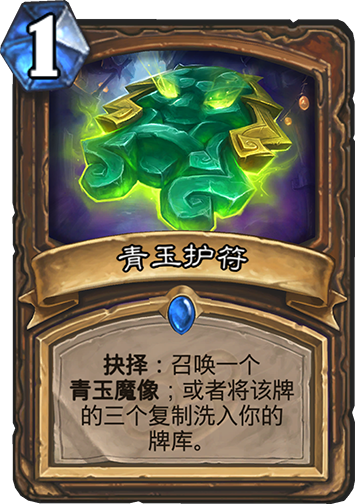 1
青玉护符
抉择：召唤一个
青玉魔像；或者将该牌
的三个复制洗入你的
牌库。